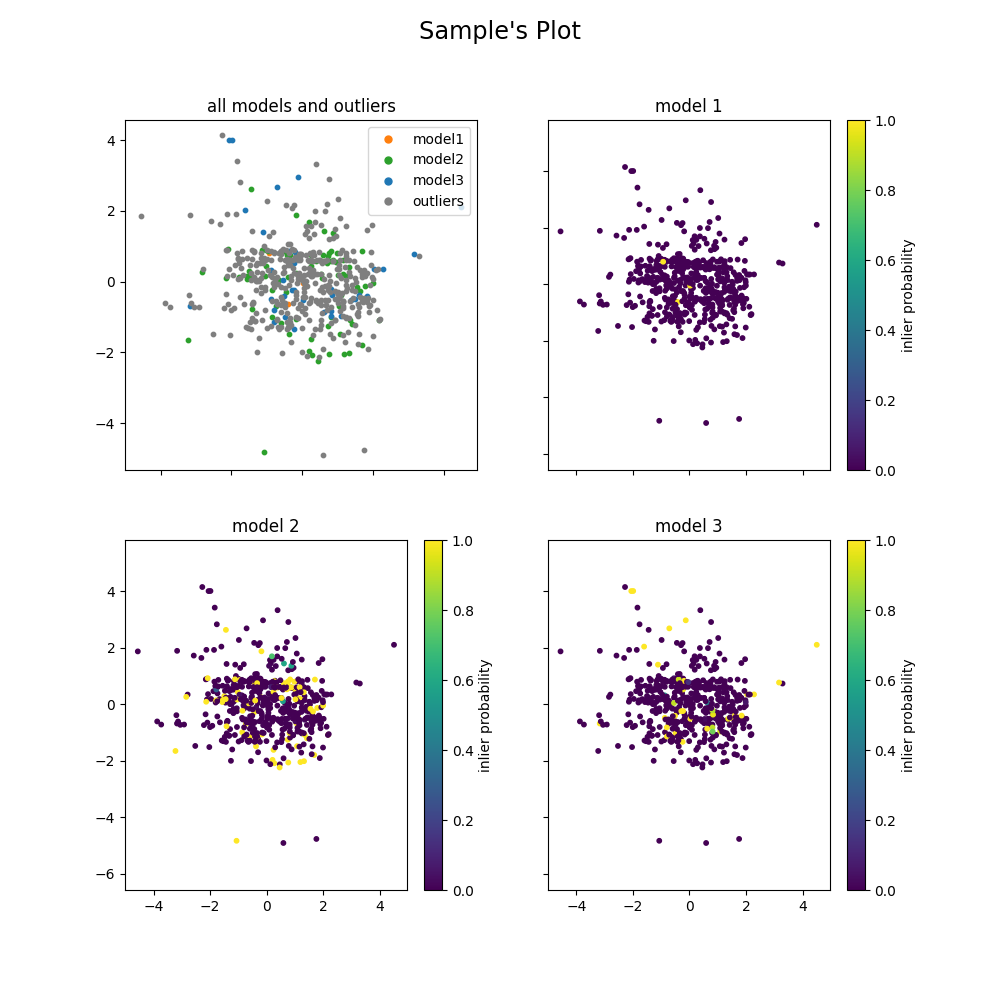 Sample's Plot
all models and outliers
model1
model2
model3
outliers
4
2
0
−2
−4
model 1
1.0
0.8
0.6
0.4
0.2
0.0
inlier probability
model 2
4
2
0
−2
−4
−6
−4 −2 0 2 4
1.0
0.8
0.6
0.4
0.2
0.0
inlier probability
model 3
−4 −2 0 2 4
1.0
0.8
0.6
0.4
0.2
0.0
inlier probability